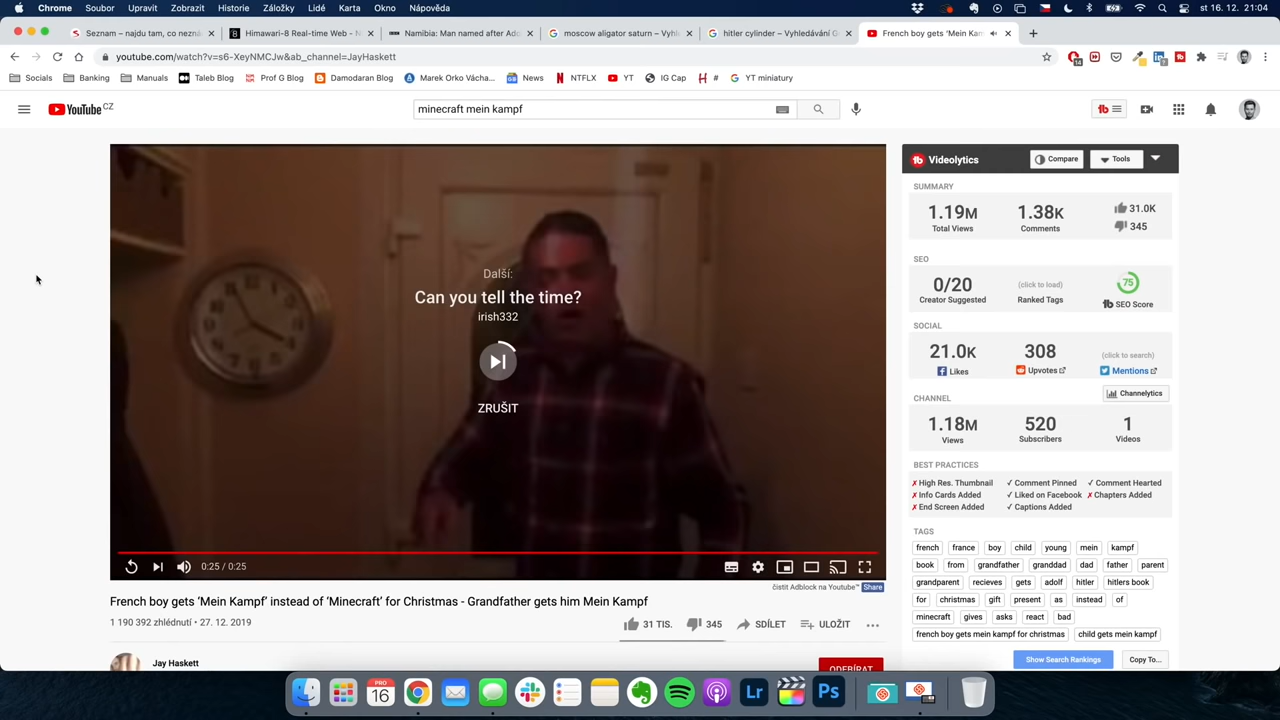 Chrome Soubor Upravit Zobrazit Historie Záložky Lidé Karta Okno Nápověda st 16. 12. 21:04
Seznam – najdu tam, co nezná
Himawari-8 Real-time Web - N
Namibia: Man named after Ado
moscow aligator saturn – Vyhle
hitler cylinder – Vyhledávání G
French boy gets 'Mein Kam
youtube.com/watch?v=s6-XeyNMCJw&ab_channel=JayHaskett
Socials Banking Manuals Taleb Blog Prof G Blog Damodaran Blog Marek Orko Vácha... News NTFLX YT IG Cap # YT miniatury
YouTube CZ
minecraft mein kampf
Další:
Can you tell the time?
irish332
ZRUŠIT
0:25 / 0:25
čistit Adblock na Youtube™ Share
French boy gets 'Mein Kampf' instead of 'Minecraft' for Christmas - Grandfather gets him Mein Kampf
1 190 392 zhlédnutí • 27. 12. 2019
31 TIS. 345 SDÍLET ULOŽIT
Jay Haskett
ODEBÍRAT
Videolytics Compare Tools
SUMMARY
1.19M 1.38K 31.0K
Total Views Comments 345
SEO
0/20 (click to load) 75
Creator Suggested Ranked Tags SEO Score
SOCIAL
21.0K 308 (click to search)
Likes Upvotes Mentions
CHANNEL Channelytics
1.18M 520 1
Views Subscribers Videos
BEST PRACTICES
✗ High Res. Thumbnail ✓ Comment Pinned ✓ Comment Hearted
✗ Info Cards Added ✓ Liked on Facebook ✗ Chapters Added
✗ End Screen Added ✓ Captions Added
TAGS
french france boy child young mein kampf
book from grandfather granddad dad father parent
grandparent recieves gets adolf hitler hitlers book
for christmas gift present as instead of
minecraft gives asks react bad
french boy gets mein kampf for christmas child gets mein kampf
Show Search Rankings Copy To...
PRO
16
Lr
Ps